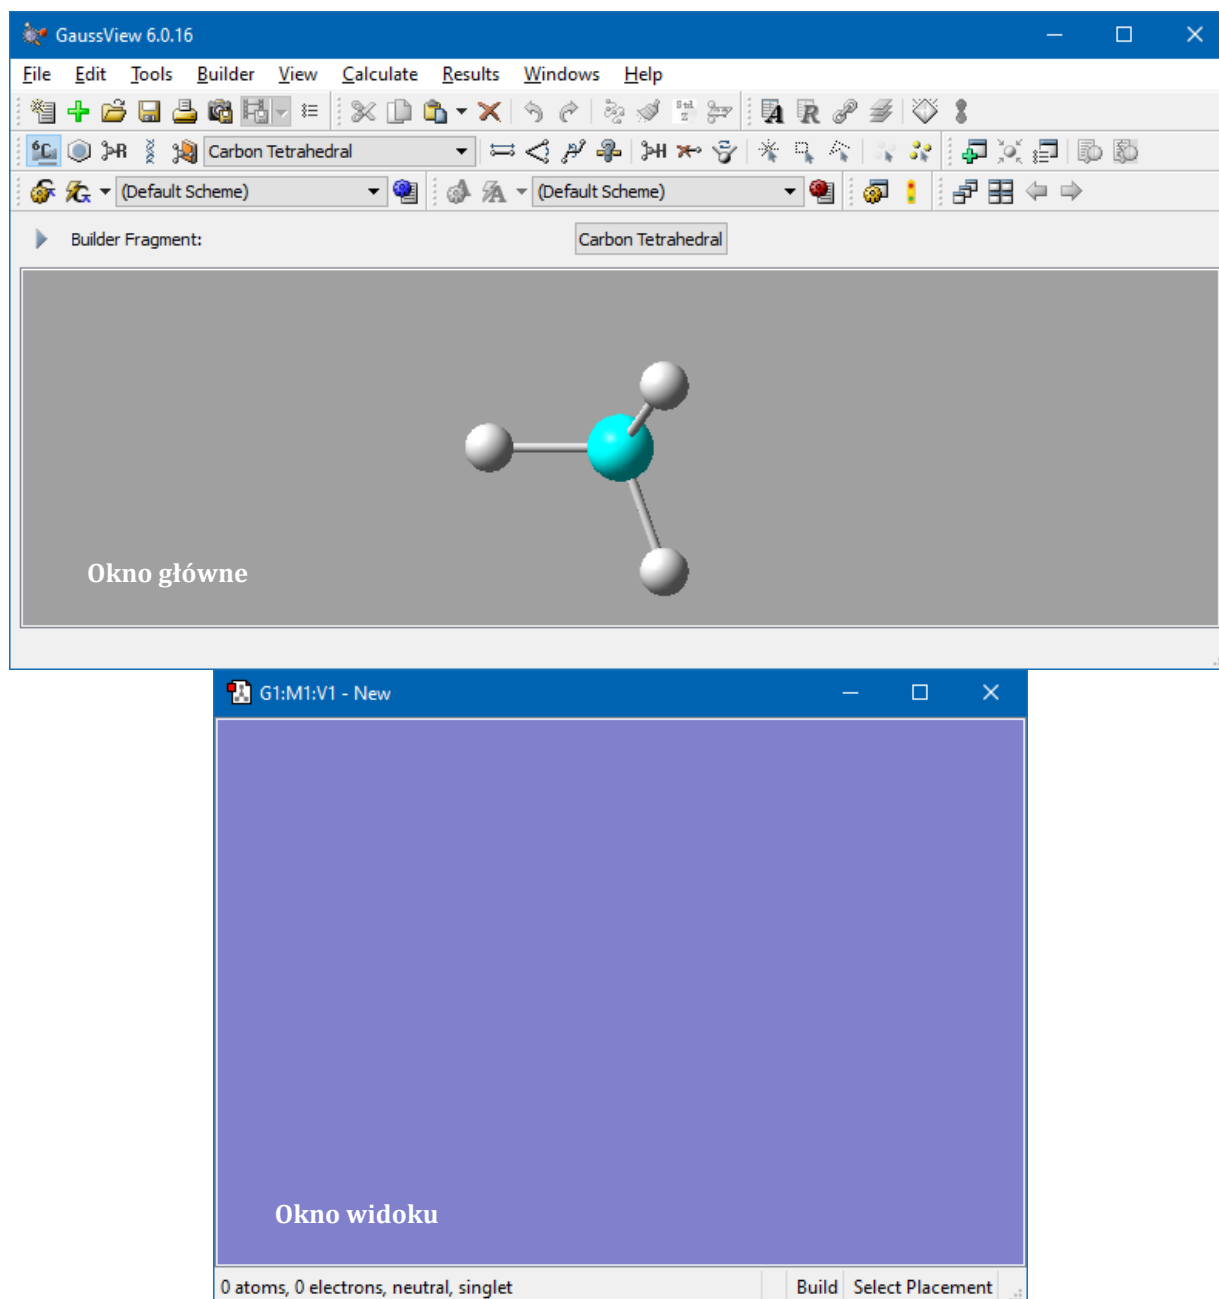 GaussView 6.0.16
File Edit Tools Builder View Calculate Results Windows Help
R
6C R Carbon Tetrahedral H
(Default Scheme) (Default Scheme)
Builder Fragment: Carbon Tetrahedral
Okno główne
G1:M1:V1 - New
Okno widoku
0 atoms, 0 electrons, neutral, singlet Build Select Placement